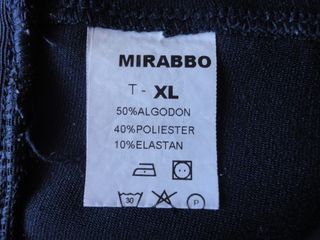 MIRABBO
T - XL
50%ALGODON
40%POLIESTER
10%ELASTAN
30 P